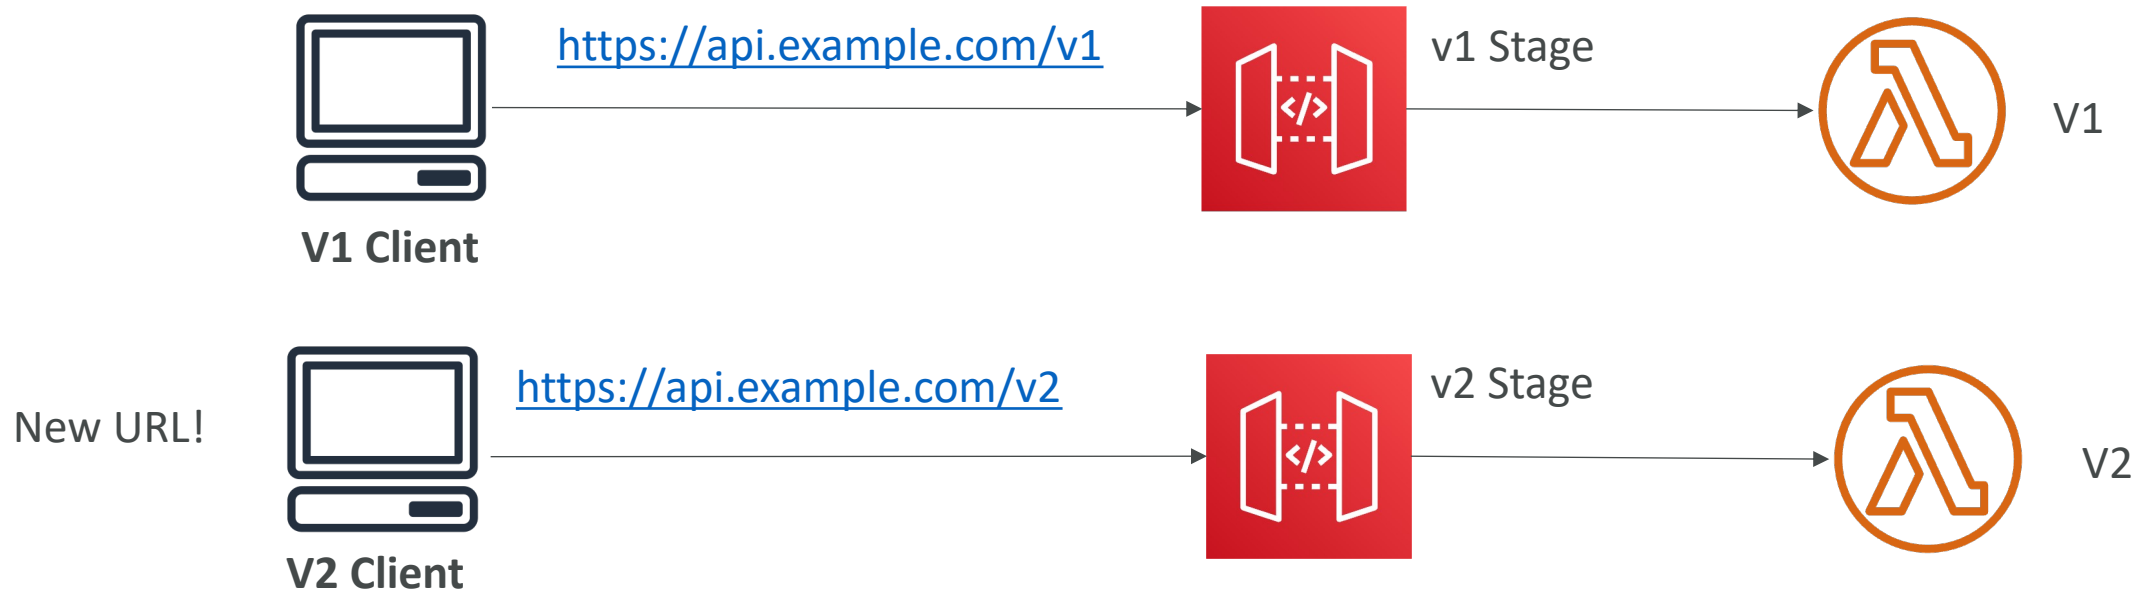 https://api.example.com/v1
v1 Stage
V1
V1 Client
New URL!
https://api.example.com/v2
v2 Stage
V2
V2 Client